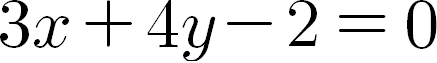 3x + 4y − 2 = 0